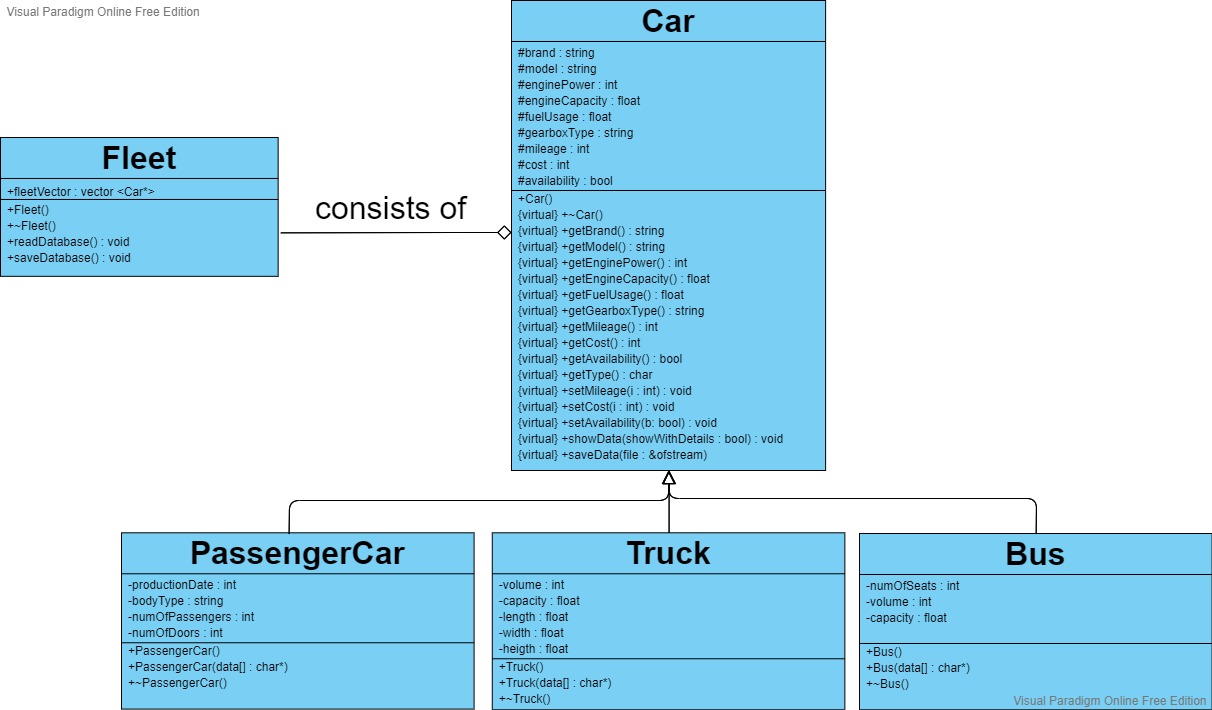 Visual Paradigm Online Free Edition
Car
#brand : string
#model : string
#enginePower : int
#engineCapacity : float
#fuelUsage : float
#gearboxType : string
#mileage : int
#cost : int
#availability : bool
+Car()
{virtual} +~Car()
{virtual} +getBrand() : string
{virtual} +getModel() : string
{virtual} +getEnginePower() : int
{virtual} +getEngineCapacity() : float
{virtual} +getFuelUsage() : float
{virtual} +getGearboxType() : string
{virtual} +getMileage() : int
{virtual} +getCost() : int
{virtual} +getAvailability() : bool
{virtual} +getType() : char
{virtual} +setMileage(i : int) : void
{virtual} +setCost(i : int) : void
{virtual} +setAvailability(b: bool) : void
{virtual} +showData(showWithDetails : bool) : void
{virtual} +saveData(file : &ofstream)
Fleet
+fleetVector : vector <Car*>
+Fleet()
+~Fleet()
+readDatabase() : void
+saveDatabase() : void
consists of
PassengerCar
-productionDate : int
-bodyType : string
-numOfPassengers : int
-numOfDoors : int
+PassengerCar()
+PassengerCar(data[] : char*)
+~PassengerCar()
Truck
-volume : int
-capacity : float
-length : float
-width : float
-heigth : float
+Truck()
+Truck(data[] : char*)
+~Truck()
Bus
-numOfSeats : int
-volume : int
-capacity : float
+Bus()
+Bus(data[] : char*)
+~Bus()
Visual Paradigm Online Free Edition